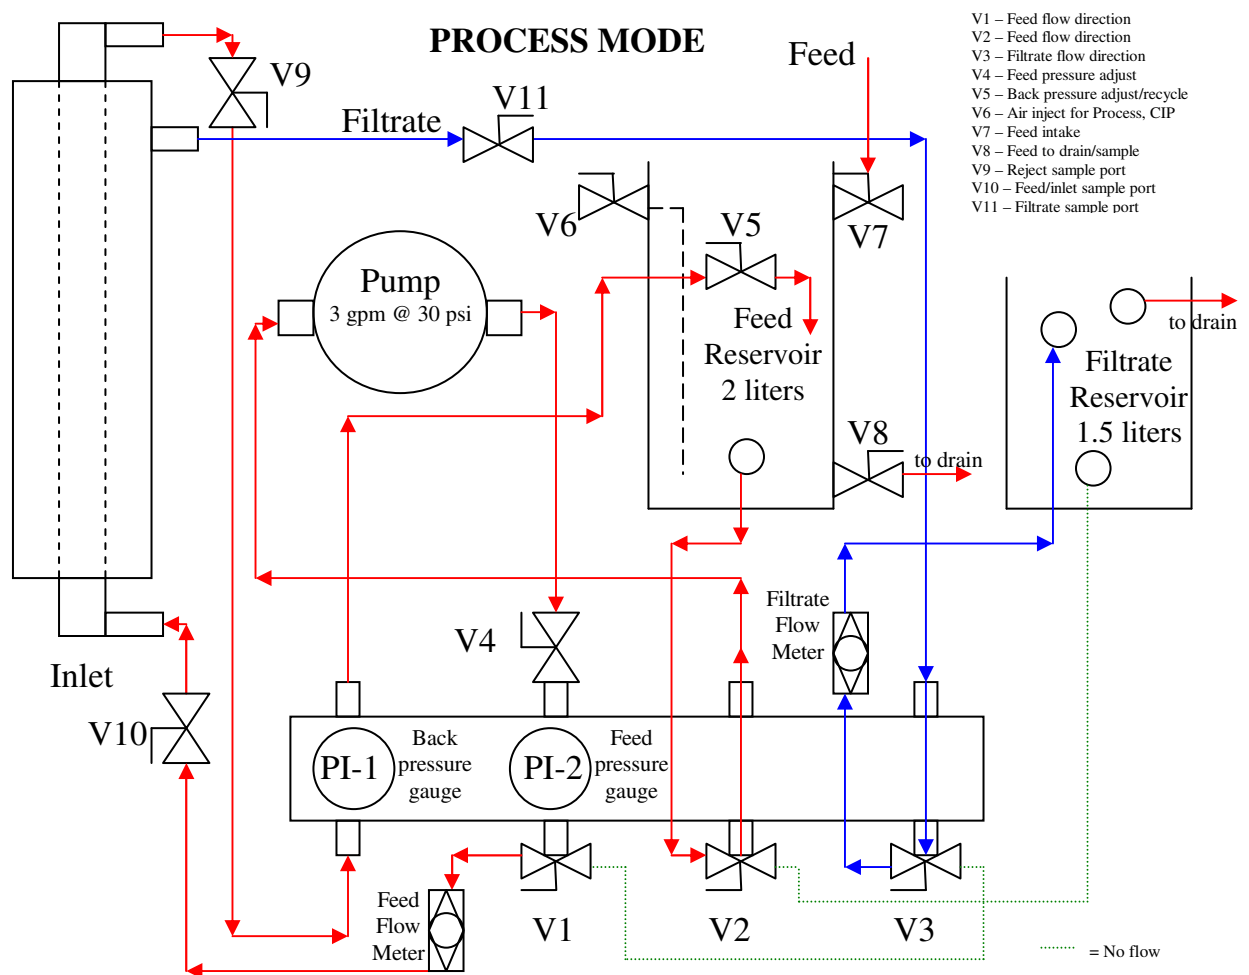 PROCESS MODE
V1 – Feed flow direction
V2 – Feed flow direction
V3 – Filtrate flow direction
V4 – Feed pressure adjust
V5 – Back pressure adjust/recycle
V6 – Air inject for Process, CIP
V7 – Feed intake
V8 – Feed to drain/sample
V9 – Reject sample port
V10 – Feed/inlet sample port
V11 – Filtrate sample port
Feed
V9
V11
Filtrate
V6
V5
V7
Pump
3 gpm @ 30 psi
Feed
Reservoir
2 liters
to drain
Filtrate
Reservoir
1.5 liters
V8
to drain
Filtrate
Flow
Meter
V4
Inlet
V10
PI-1
Back
pressure
gauge
PI-2
Feed
pressure
gauge
Feed
Flow
Meter
V1
V2
V3
= No flow